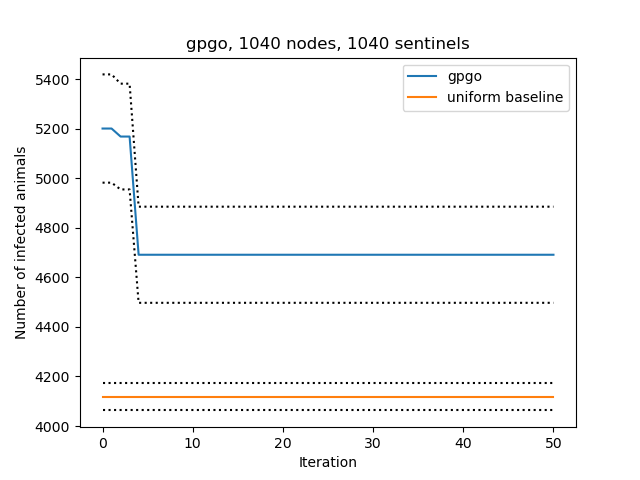 gpgo, 1040 nodes, 1040 sentinels
gpgo
uniform baseline
Number of infected animals
5400
5200
5000
4800
4600
4400
4200
4000
0 10 20 30 40 50
Iteration